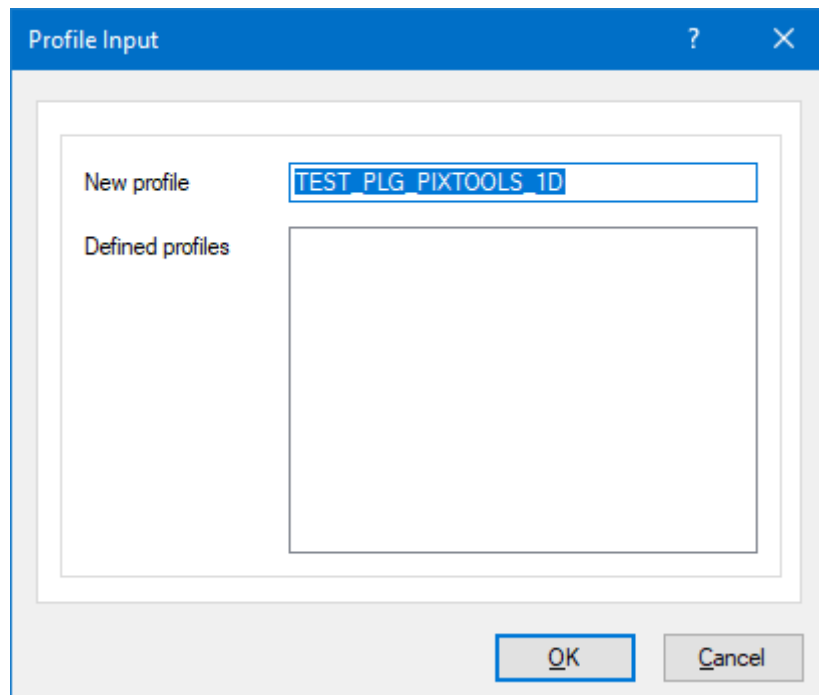 Profile Input ?
New profile TEST_PLG_PIXTOOLS_1D
Defined profiles
OK Cancel